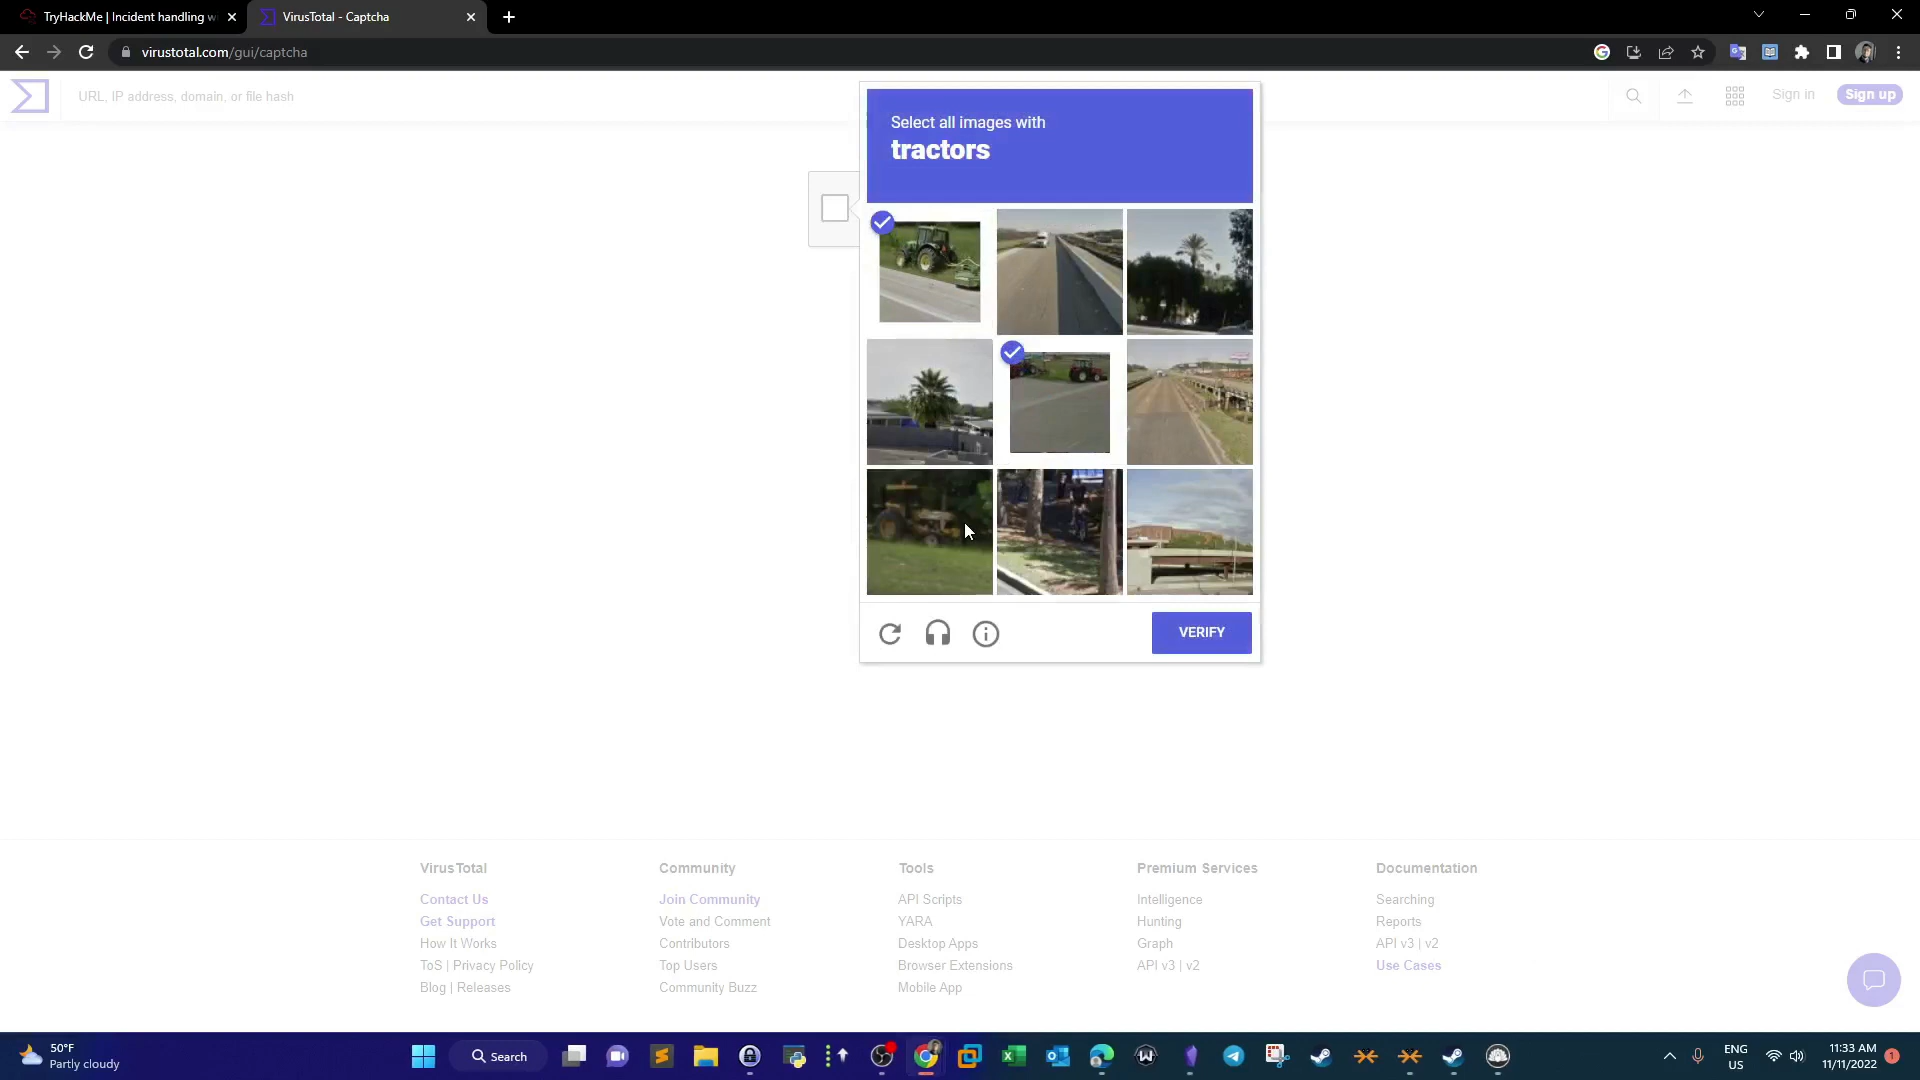 TryHackMe | Incident handling w
VirusTotal - Captcha
virustotal.com/gui/captcha
URL, IP address, domain, or file hash
Sign in
Sign up
Select all images with
tractors
VERIFY
VirusTotal
Contact Us
Get Support
How It Works
ToS | Privacy Policy
Blog | Releases
Community
Join Community
Vote and Comment
Contributors
Top Users
Community Buzz
Tools
API Scripts
YARA
Desktop Apps
Browser Extensions
Mobile App
Premium Services
Intelligence
Hunting
Graph
API v3 | v2
Documentation
Searching
Reports
API v3 | v2
Use Cases
50°F
Partly cloudy
Search
ENG
US
11:33 AM
11/11/2022
1